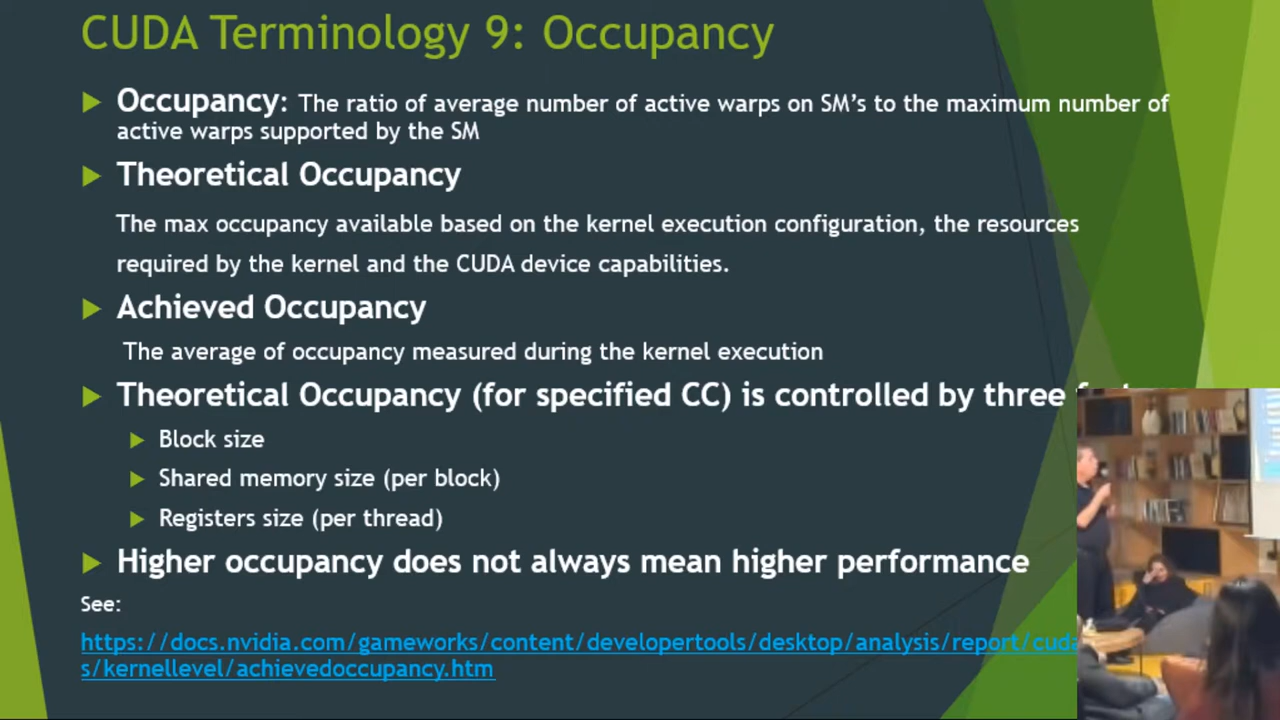 CUDA Terminology 9: Occupancy
Occupancy: The ratio of average number of active warps on SM's to the maximum number of
active warps supported by the SM
Theoretical Occupancy
The max occupancy available based on the kernel execution configuration, the resources
required by the kernel and the CUDA device capabilities.
Achieved Occupancy
The average of occupancy measured during the kernel execution
Theoretical Occupancy (for specified CC) is controlled by three
Block size
Shared memory size (per block)
Registers size (per thread)
Higher occupancy does not always mean higher performance
See:
https://docs.nvidia.com/gameworks/content/developertools/desktop/analysis/report/cuda
s/kernellevel/achievedoccupancy.htm